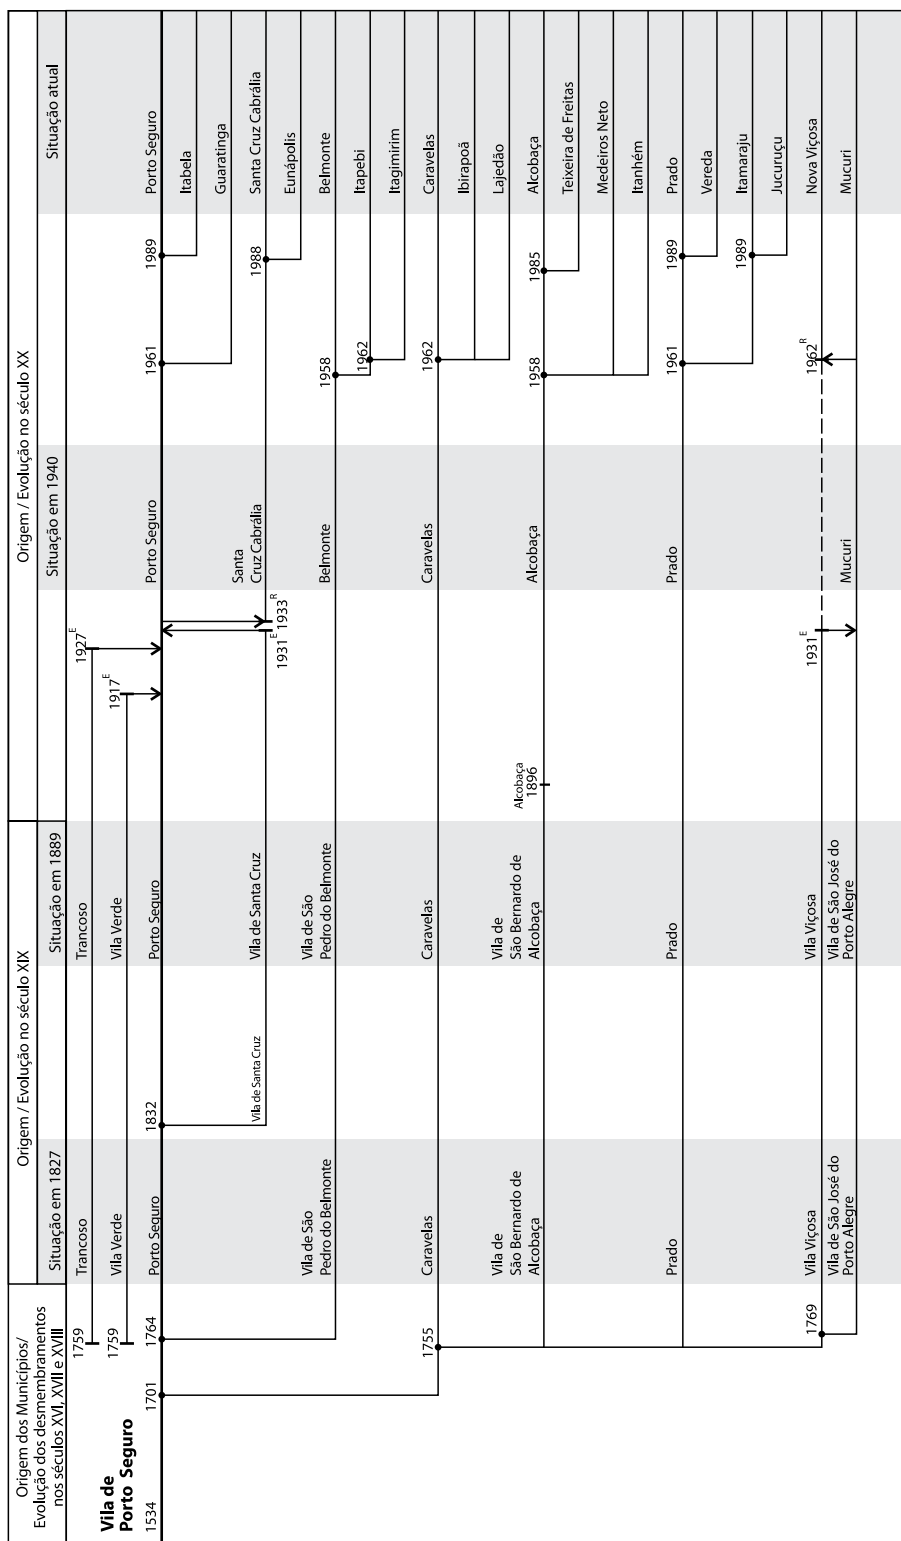 Origem dos Municípios/
Evolução dos desmembramentos
nos séculos XVI, XVII e XVIII
Origem / Evolução no século XIX
Origem / Evolução no século XX
Situação em 1827
Situação em 1889
Situação em 1940
Situação atual
1759
Trancoso
Trancoso
1927E
1759
Vila Verde
Vila Verde
1917E
Vila de
Porto Seguro
1534
1701
1764
Porto Seguro
1832
Porto Seguro
Porto Seguro
1961
1989
Porto Seguro
Itabela
Guaratinga
Vila de Santa Cruz
Vila de Santa Cruz
1931E
1933R
Santa
Cruz Cabrália
1988
Santa Cruz Cabrália
Eunápolis
Vila de São
Pedro do Belmonte
Vila de São
Pedro do Belmonte
Belmonte
1958
Belmonte
1962
Itapebi
Itagimirim
1755
Caravelas
Caravelas
Caravelas
1962
Caravelas
Ibirapoã
Lajedão
Vila de
São Bernardo de
Alcobaça
Vila de
São Bernardo de
Alcobaça
Alcobaça
1896
Alcobaça
1958
1985
Alcobaça
Teixeira de Freitas
Medeiros Neto
Itanhém
Prado
Prado
Prado
1961
1989
Prado
Vereda
1989
Itamaraju
Jucuruçu
1769
Vila Viçosa
Vila Viçosa
1931E
1962R
Nova Viçosa
Vila de São José do
Porto Alegre
Vila de São José do
Porto Alegre
Mucuri
Mucuri